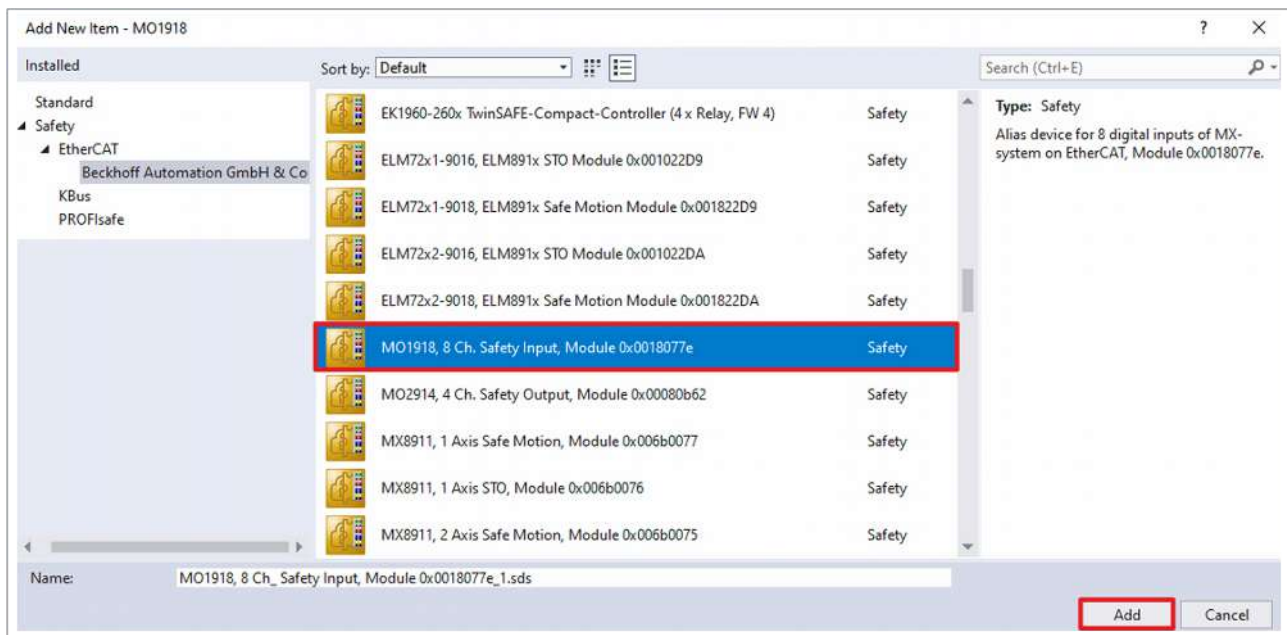 Add New Item - MO1918 ?
Installed
Sort by: Default
Search (Ctrl+E)
Standard
Safety
EtherCAT
Beckhoff Automation GmbH & Co
KBus
PROFIsafe
EK1960-260x TwinSAFE-Compact-Controller (4 x Relay, FW 4) Safety
ELM72x1-9016, ELM891x STO Module 0x001022D9 Safety
ELM72x1-9018, ELM891x Safe Motion Module 0x001822D9 Safety
ELM72x2-9016, ELM891x STO Module 0x001022DA Safety
ELM72x2-9018, ELM891x Safe Motion Module 0x001822DA Safety
MO1918, 8 Ch. Safety Input, Module 0x0018077e Safety
MO2914, 4 Ch. Safety Output, Module 0x00080b62 Safety
MX8911, 1 Axis Safe Motion, Module 0x006b0077 Safety
MX8911, 1 Axis STO, Module 0x006b0076 Safety
MX8911, 2 Axis Safe Motion, Module 0x006b0075 Safety
Type: Safety
Alias device for 8 digital inputs of MX-
system on EtherCAT, Module 0x0018077e.
Name: MO1918, 8 Ch_ Safety Input, Module 0x0018077e_1.sds
Add Cancel